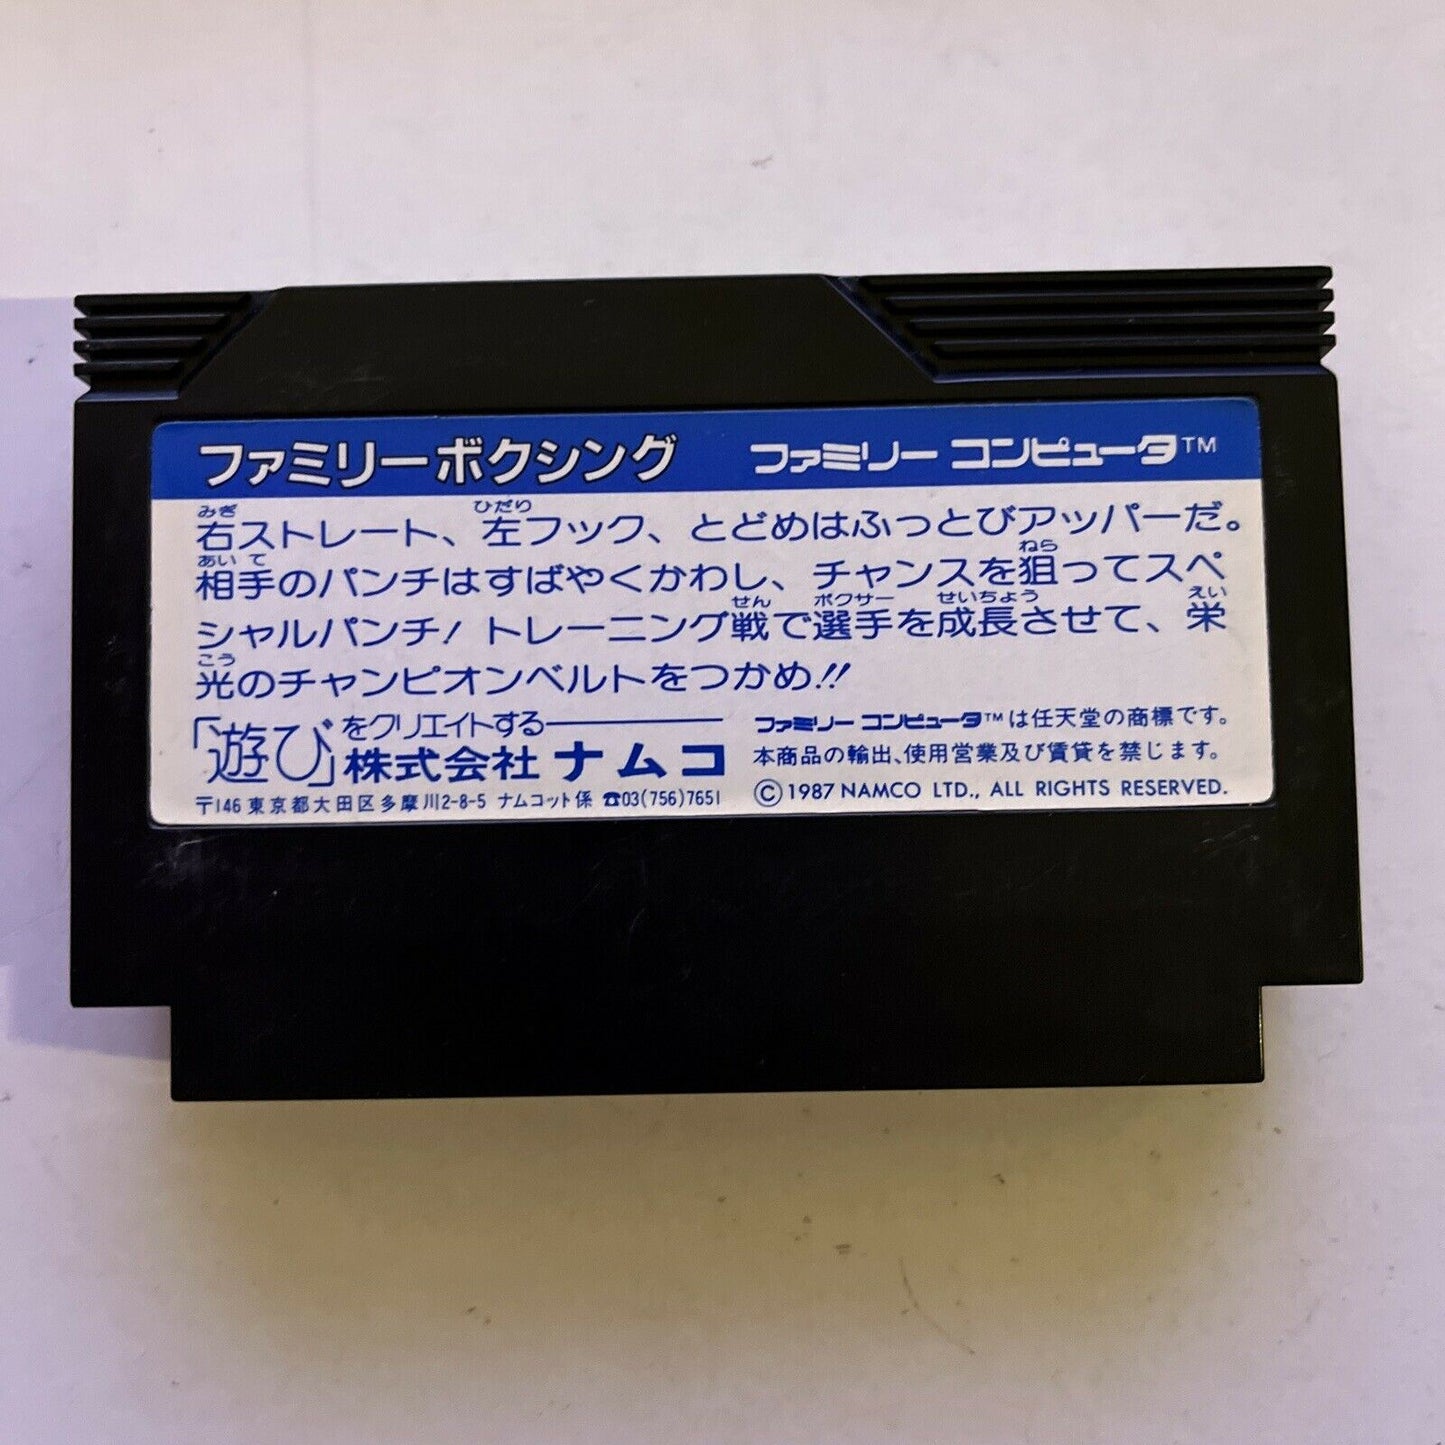 ファミリーボクシング ファミリー コンピュータ™
みぎ ひだり
右ストレート、左フック、とどめはふっとびアッパーだ。
あいて ねら
相手のパンチはすばやくかわし、チャンスを狙ってスペ
せん ボクサー せいちょう えい
シャルパンチ! トレーニング戦で選手を成長させて、栄
こう
光のチャンピオンベルトをつかめ!!
「遊び」をクリエイトする
株式会社 ナムコ
〒146 東京都大田区多摩川2-8-5 ナムコット係 ☎03(756)7651
ファミリー コンピュータ™は任天堂の商標です。
本商品の輸出、使用営業及び賃貸を禁じます。
©1987 NAMCO LTD., ALL RIGHTS RESERVED.